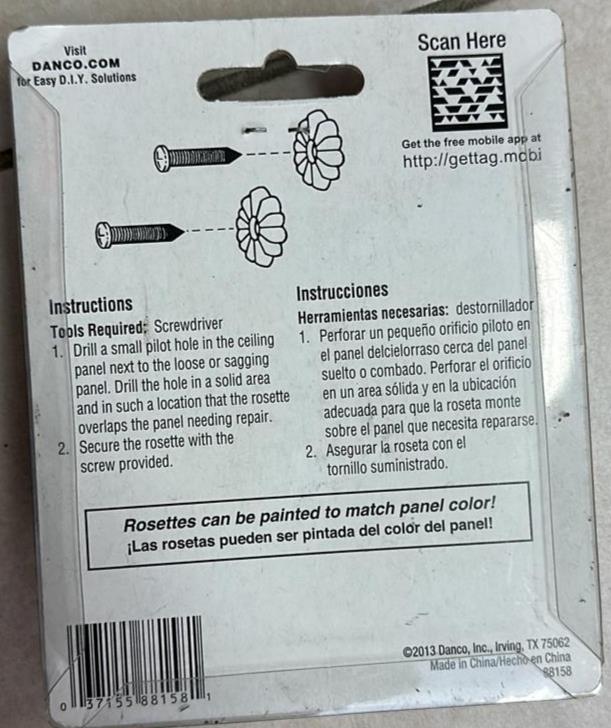 Visit
DANCO.COM
for Easy D.I.Y. Solutions
Scan Here
Get the free mobile app at
http://gettag.mobi
Instructions
Tools Required: Screwdriver
1. Drill a small pilot hole in the ceiling
panel next to the loose or sagging
panel. Drill the hole in a solid area
and in such a location that the rosette
overlaps the panel needing repair.
2. Secure the rosette with the
screw provided.
Instrucciones
Herramientas necesarias: destornillador
1. Perforar un pequeño orificio piloto en
el panel delcielorraso cerca del panel
suelto o combado. Perforar el orificio
en un area sólida y en la ubicación
adecuada para que la roseta monte
sobre el panel que necesita repararse.
2. Asegurar la roseta con el
tornillo suministrado.
Rosettes can be painted to match panel color!
¡Las rosetas pueden ser pintada del color del panel!
0 37155 88158 1
©2013 Danco, Inc., Irving, TX 75062
Made in China/Hecho en China
88158